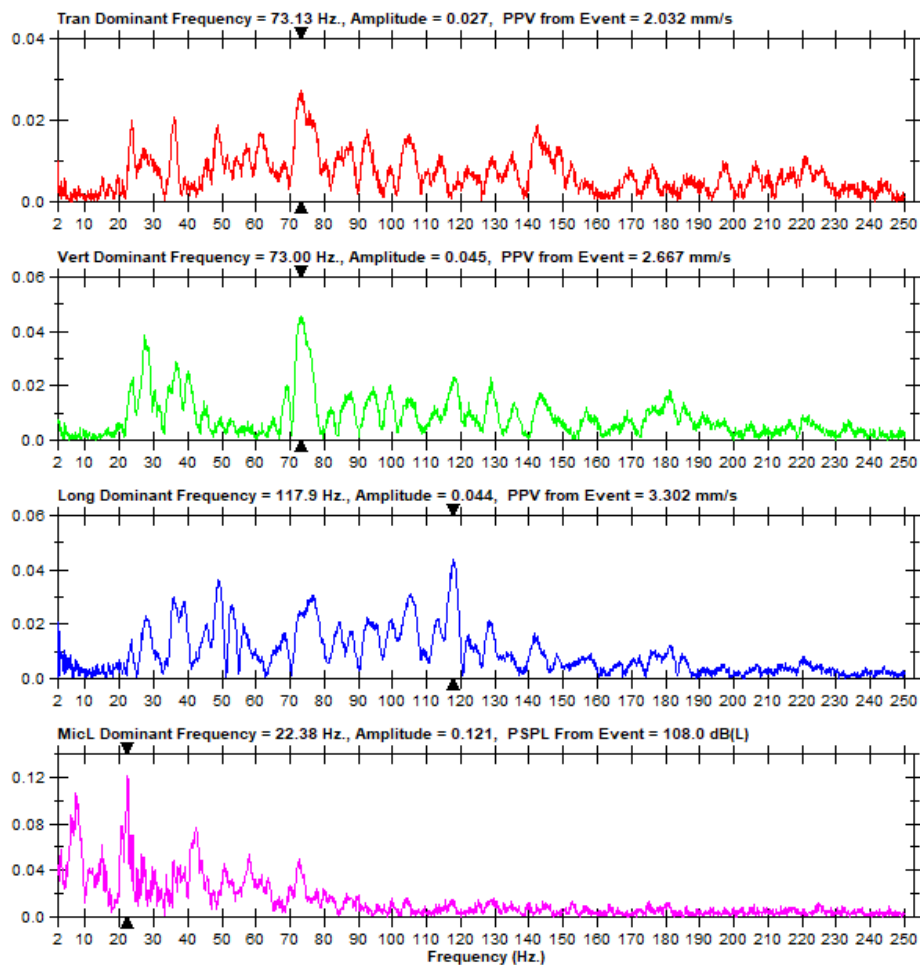 Tran Dominant Frequency = 73.13 Hz., Amplitude = 0.027, PPV from Event = 2.032 mm/s
0.04
0.02
0.0
2 10 20 30 40 50 60 70 80 90 100 110 120 130 140 150 160 170 180 190 200 210 220 230 250
Vert Dominant Frequency = 73.00 Hz., Amplitude = 0.045, PPV from Event = 2.667 mm/s
0.06
0.04
0.02
0.0
2 10 20 30 40 50 60 70 80 90 100 110 120 130 140 150 160 170 180 190 200 210 220 230 250
Long Dominant Frequency = 117.9 Hz., Amplitude = 0.044, PPV from Event = 3.302 mm/s
0.06
0.04
0.02
0.0
2 10 20 30 40 50 60 70 80 90 100 110 120 130 140 150 160 170 180 190 200 210 220 230 250
MicL Dominant Frequency = 22.38 Hz., Amplitude = 0.121, PSPL From Event = 108.0 dB(L)
0.12
0.08
0.04
0.0
2 10 20 30 40 50 60 70 80 90 100 110 120 130 140 150 160 170 180 190 200 210 220 230 250
Frequency (Hz.)